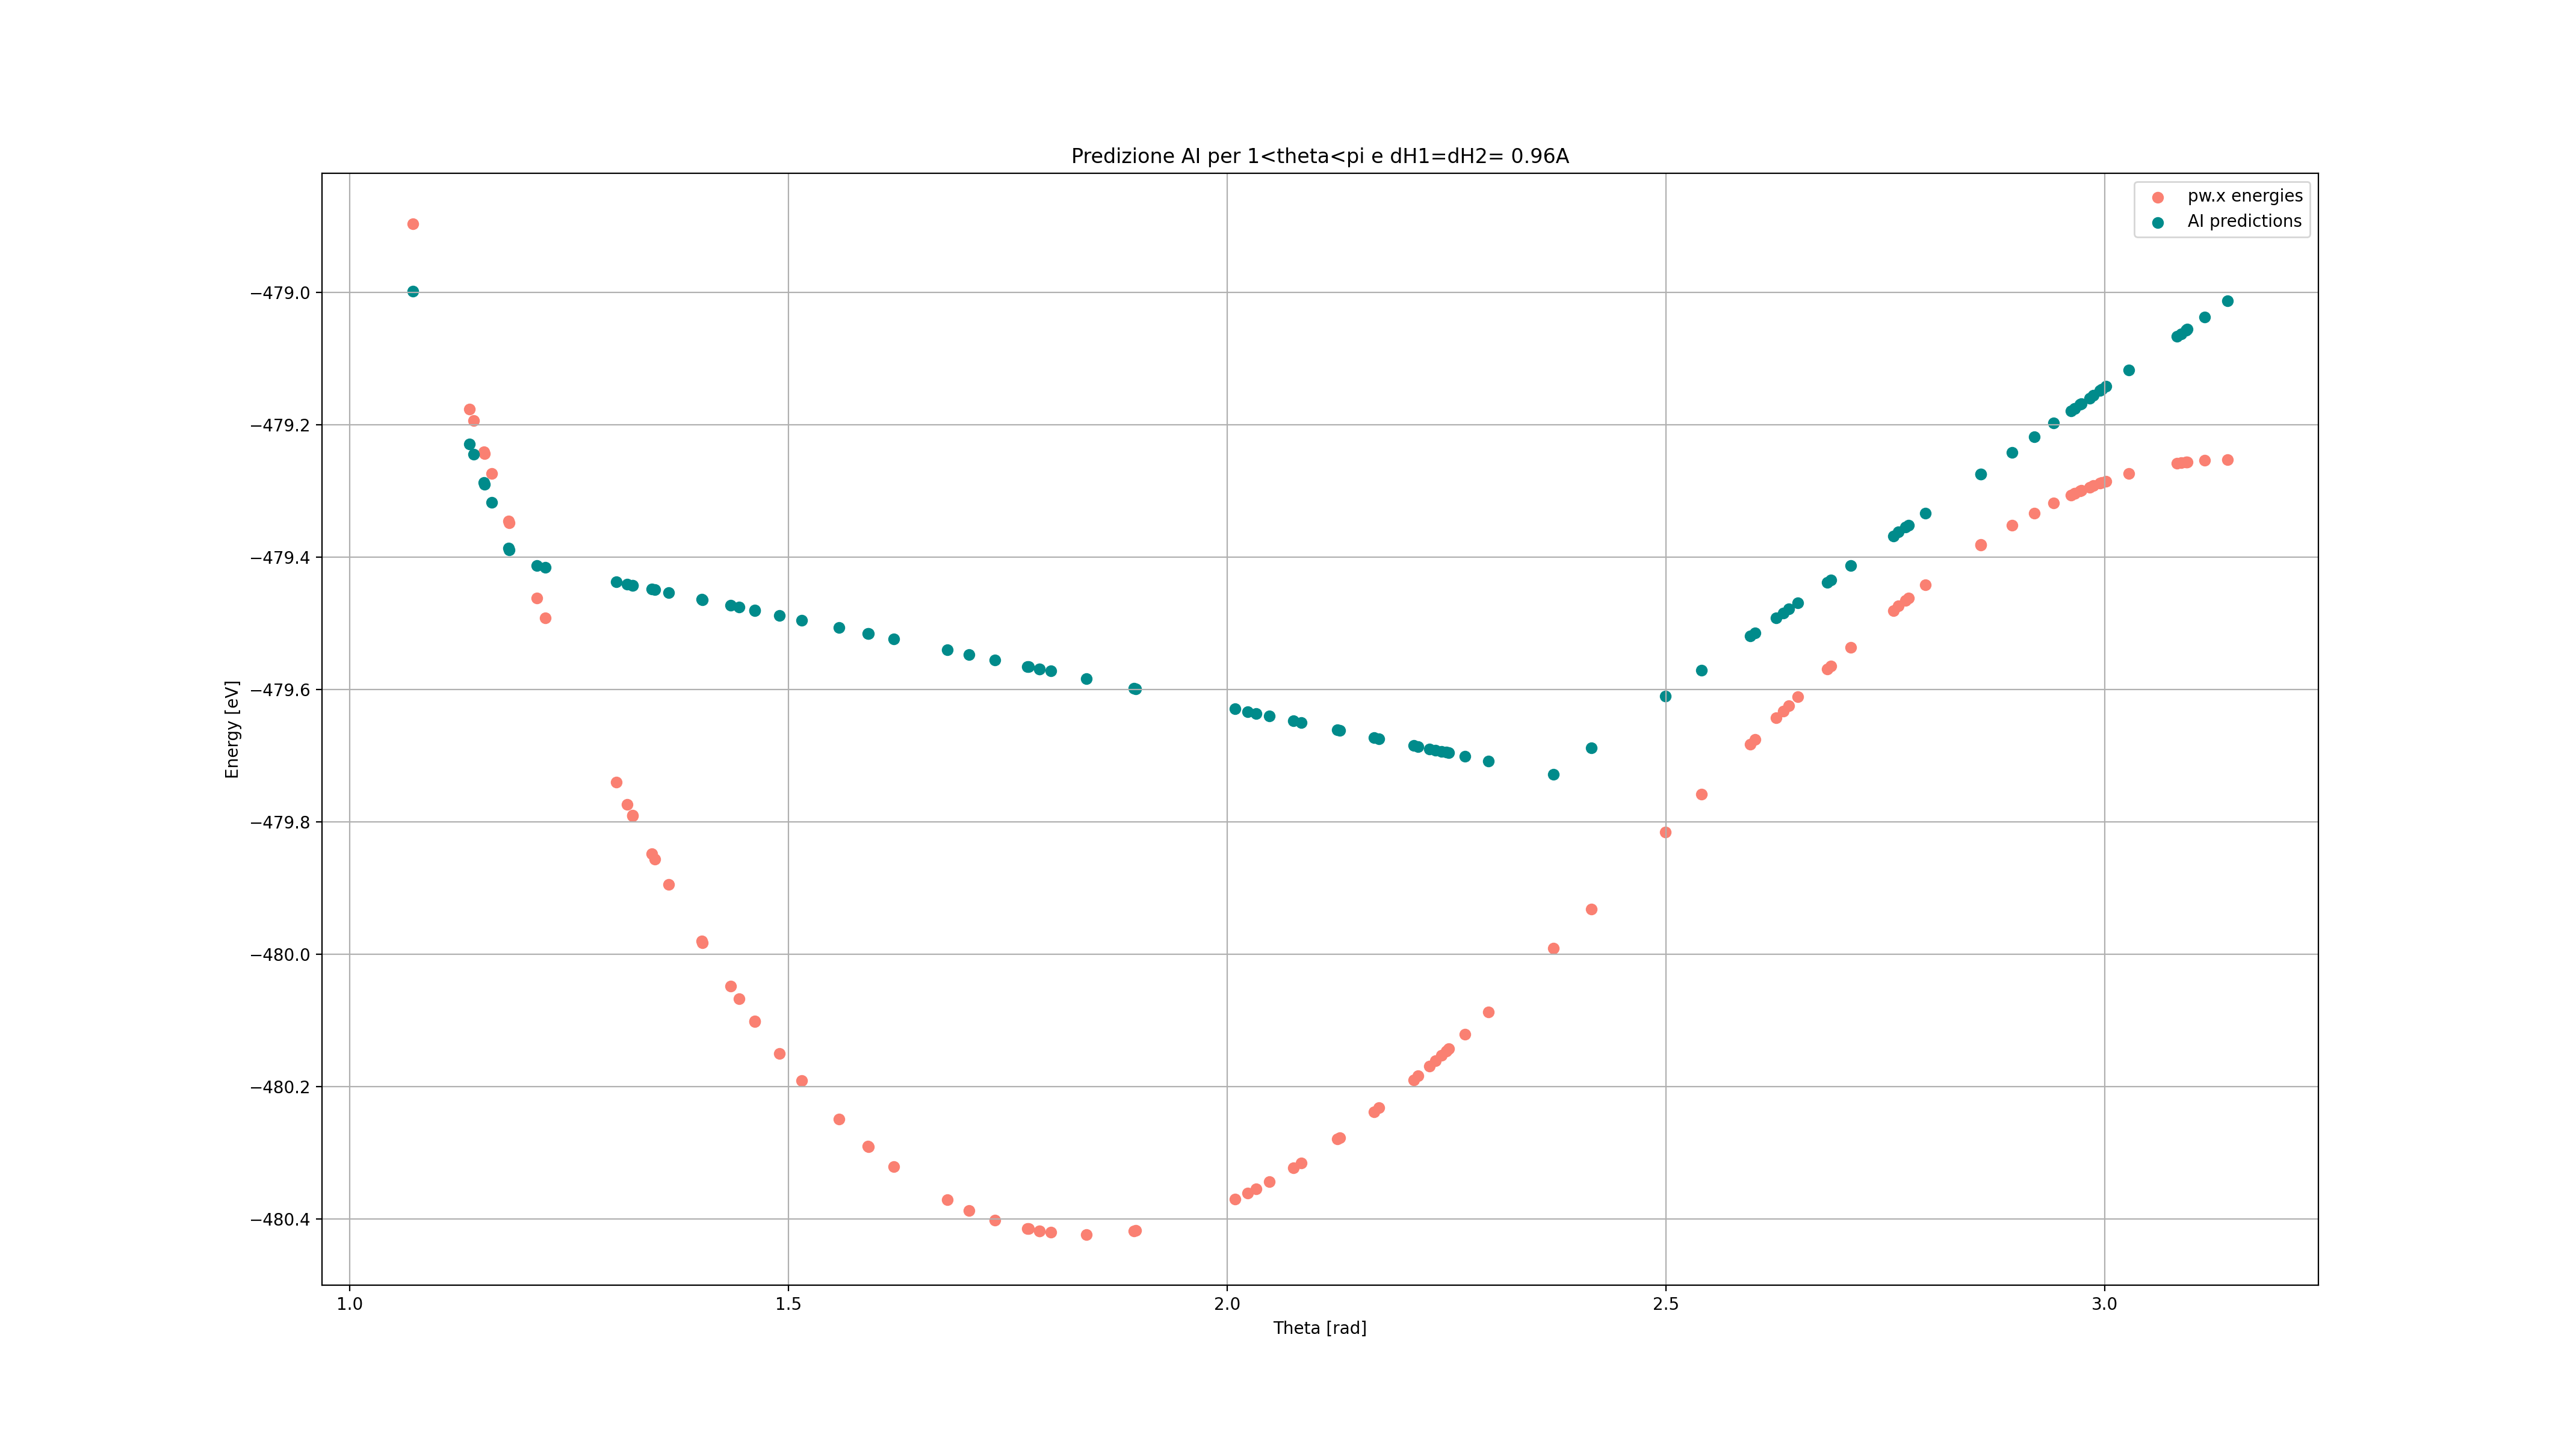 Predizione AI per 1<theta<pi e dH1=dH2= 0.96A
pw.x energies
AI predictions
−479.0
−479.2
−479.4
−479.6
−479.8
−480.0
−480.2
−480.4
Energy [eV]
1.0 1.5 2.0 2.5 3.0
Theta [rad]